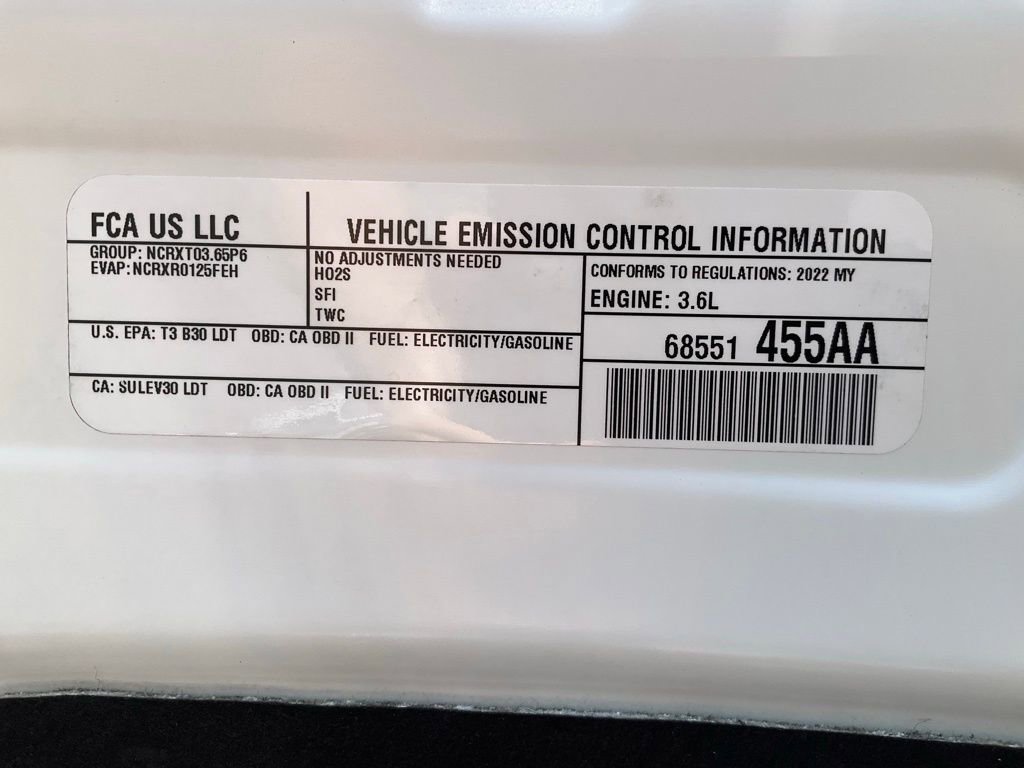 FCA US LLC
VEHICLE EMISSION CONTROL INFORMATION
GROUP: NCRXT03.65P6
EVAP:NCRXR0125FEH
NO ADJUSTMENTS NEEDED
HO2S
SFI
TWC
CONFORMS TO REGULATIONS: 2022 MY
ENGINE: 3.6L
U.S. EPA: T3 B30 LDT OBD: CA OBD II FUEL: ELECTRICITY/GASOLINE
68551 455AA
CA: SULEV30 LDT OBD: CA OBD II FUEL: ELECTRICITY/GASOLINE